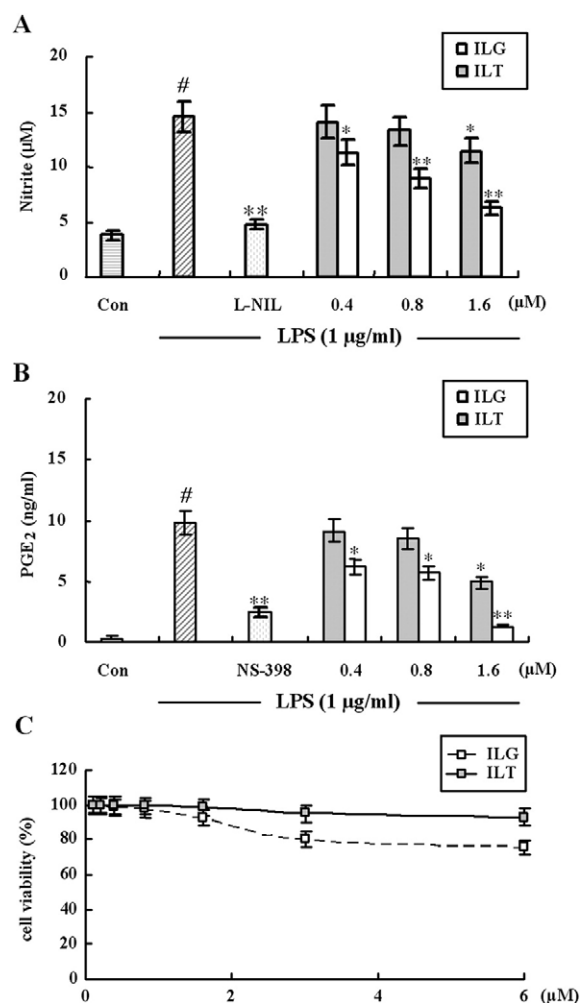 A
20
15
10
5
0
Nitrite (µM)
#
**
*
**
*
**
ILG
ILT
Con
L-NIL
0.4
0.8
1.6
(µM)
LPS (1 µg/ml)
B
20
15
10
5
0
PGE2 (ng/ml)
#
**
*
*
*
**
ILG
ILT
Con
NS-398
0.4
0.8
1.6
(µM)
LPS (1 µg/ml)
C
120
100
80
60
40
20
0
cell viability (%)
ILG
ILT
0
2
4
6
(µM)